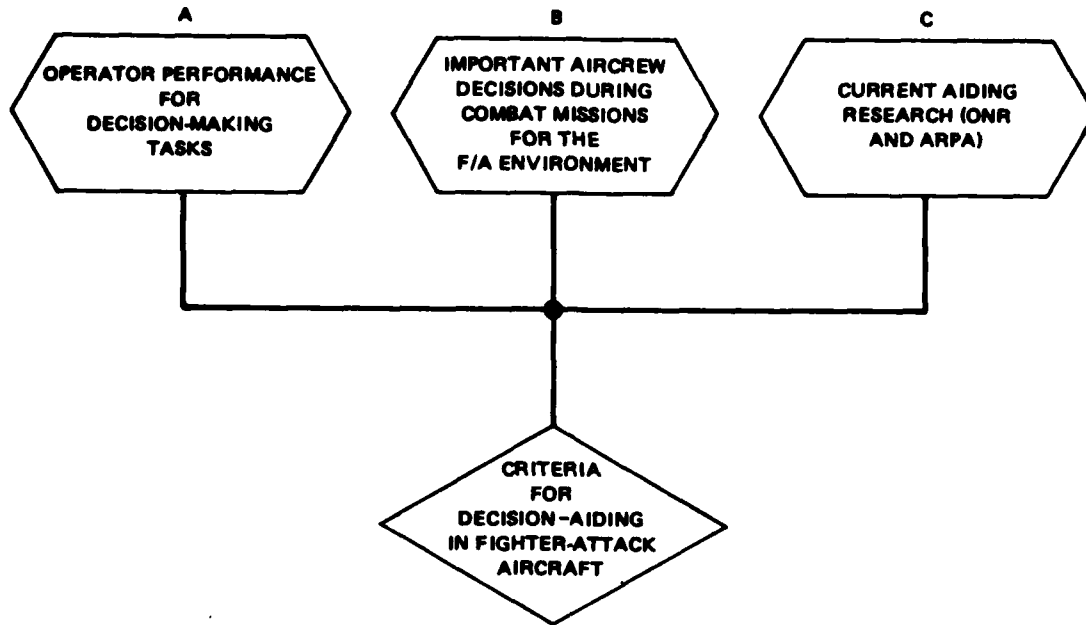 A
B
C
OPERATOR PERFORMANCE
FOR
DECISION-MAKING
TASKS
IMPORTANT AIRCREW
DECISIONS DURING
COMBAT MISSIONS
FOR THE
F/A ENVIRONMENT
CURRENT AIDING
RESEARCH (ONR
AND ARPA)
CRITERIA
FOR
DECISION-AIDING
IN FIGHTER-ATTACK
AIRCRAFT